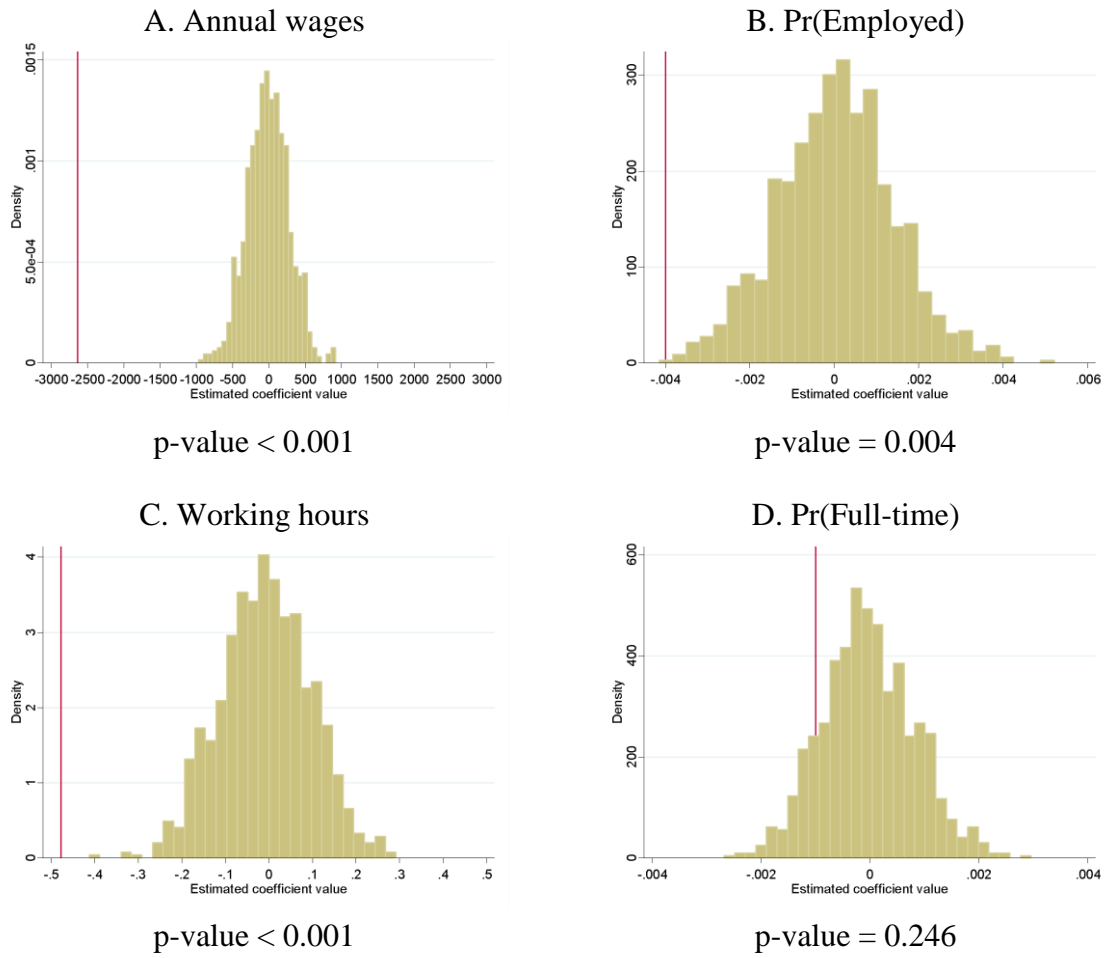 A. Annual wages
.0015
.001
5.0e-04
0
Density
-3000 -2500 -2000 -1500 -1000 -500 0 500 1000 1500 2000 2500 3000
Estimated coefficient value
p-value < 0.001
B. Pr(Employed)
300
200
100
0
Density
-.004 -.002 0 .002 .004 .006
Estimated coefficient value
p-value = 0.004
C. Working hours
4
3
2
1
0
Density
-.5 -.4 -.3 -.2 -.1 0 .1 .2 .3 .4 .5
Estimated coefficient value
p-value < 0.001
D. Pr(Full-time)
600
400
200
0
Density
-.004 -.002 0 .002 .004
Estimated coefficient value
p-value = 0.246